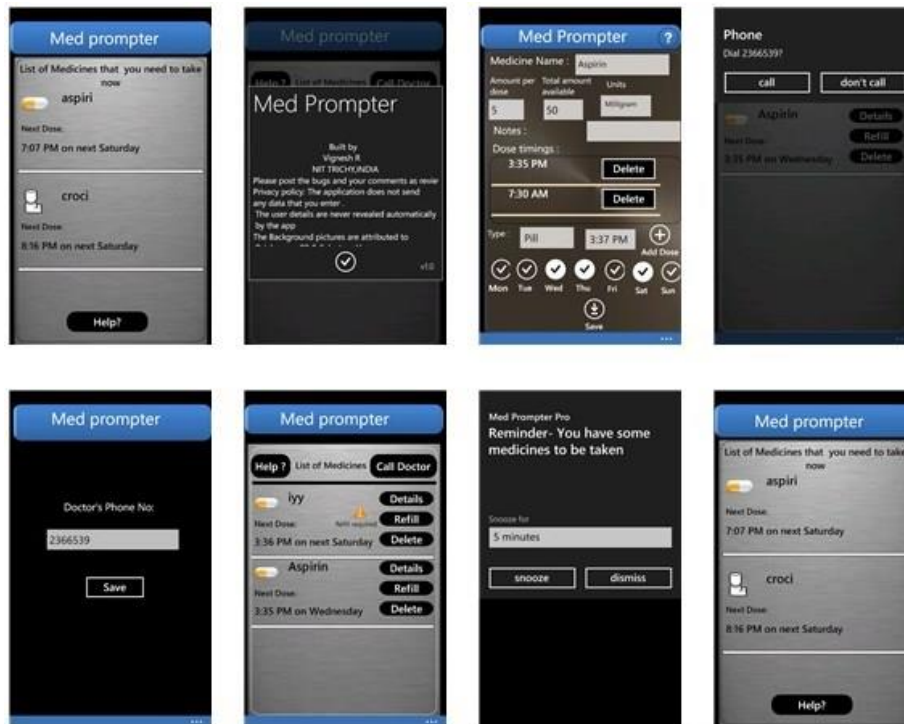 Med prompter
List of Medicines that you need to take
now
aspiri
Next Dose:
7:07 PM on next Saturday
croci
Next Dose:
8:16 PM on next Saturday
Help?
Med prompter
Help ? List of Medicines Call Doctor
Med Prompter
Built by
Vignesh R
NIT TRICHY,INDIA
Please post the bugs and your comments as revie
Privacy policy: The application does not send
any data that you enter .
The user details are never revealed automatically
by the app
The Background pictures are attributed to
v1.0
Med Prompter ?
Medicine Name : Aspirin
Amount per dose
Total amount available
Units
5
50
Milligram
Notes :
Dose timings :
3:35 PM
Delete
7:30 AM
Delete
Type:
Pill
3:37 PM
Add Dose
Mon Tue Wed Thu Fri Sat Sun
Save
Phone
Dial 2366539?
call
don't call
Aspirin
Details
Next Dose:
Refill
3:35 PM on Wednesday
Delete
Med prompter
Doctor's Phone No:
2366539
Save
Med prompter
Help ? List of Medicines Call Doctor
iyy
Details
Next Dose:
Refill required
Refill
3:36 PM on next Saturday
Delete
Aspirin
Details
Next Dose:
Refill
3:35 PM on Wednesday
Delete
Med Prompter Pro
Reminder- You have some
medicines to be taken
Snooze for
5 minutes
snooze
dismiss
Med prompter
List of Medicines that you need to take
now
aspiri
Next Dose:
7:07 PM on next Saturday
croci
Next Dose:
8:16 PM on next Saturday
Help?